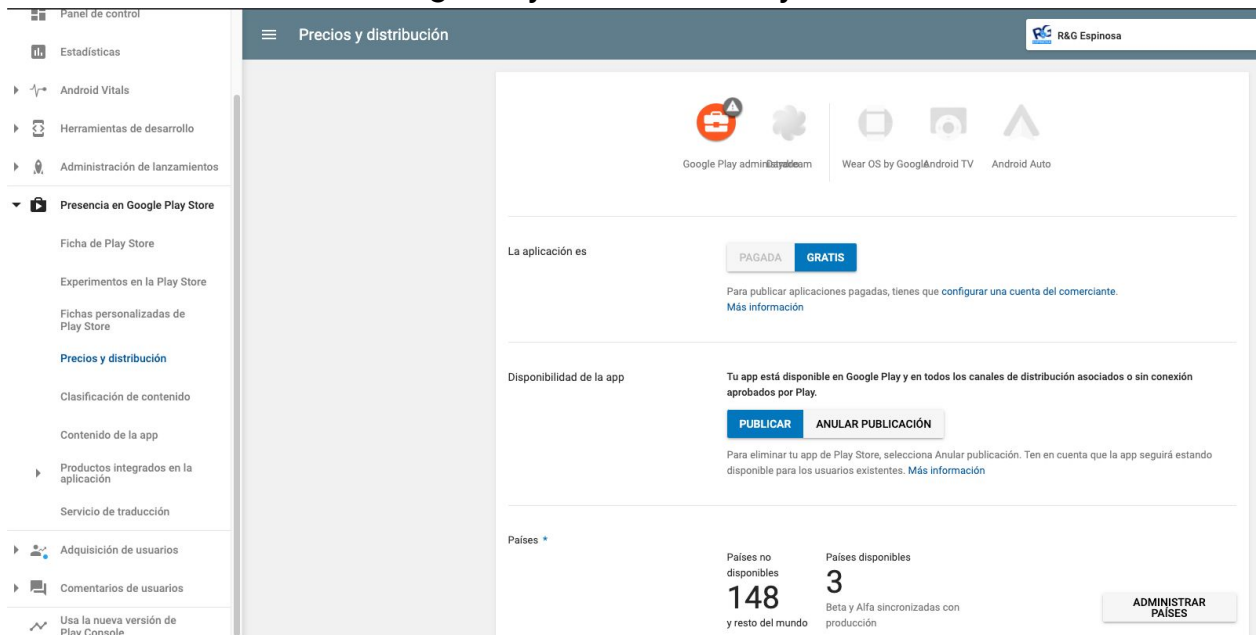 Panel de control
Estadísticas
Android Vitals
Herramientas de desarrollo
Administración de lanzamientos
Presencia en Google Play Store
Ficha de Play Store
Experimentos en la Play Store
Fichas personalizadas de
Play Store
Precios y distribución
Clasificación de contenido
Contenido de la app
Productos integrados en la
aplicación
Servicio de traducción
Adquisición de usuarios
Comentarios de usuarios
Usa la nueva versión de
Play Console
Precios y distribución
R&G Espinosa
Google Play admin
Wear OS by Google
Android TV
Android Auto
La aplicación es
PAGADA GRATIS
Para publicar aplicaciones pagadas, tienes que configurar una cuenta del comerciante.
Más información
Disponibilidad de la app
Tu app está disponible en Google Play y en todos los canales de distribución asociados o sin conexión
aprobados por Play.
PUBLICAR ANULAR PUBLICACIÓN
Para eliminar tu app de Play Store, selecciona Anular publicación. Ten en cuenta que la app seguirá estando
disponible para los usuarios existentes. Más información
Países *
Países no
disponibles
148
y resto del mundo
Países disponibles
3
Beta y Alfa sincronizadas con
producción
ADMINISTRAR
PAÍSES